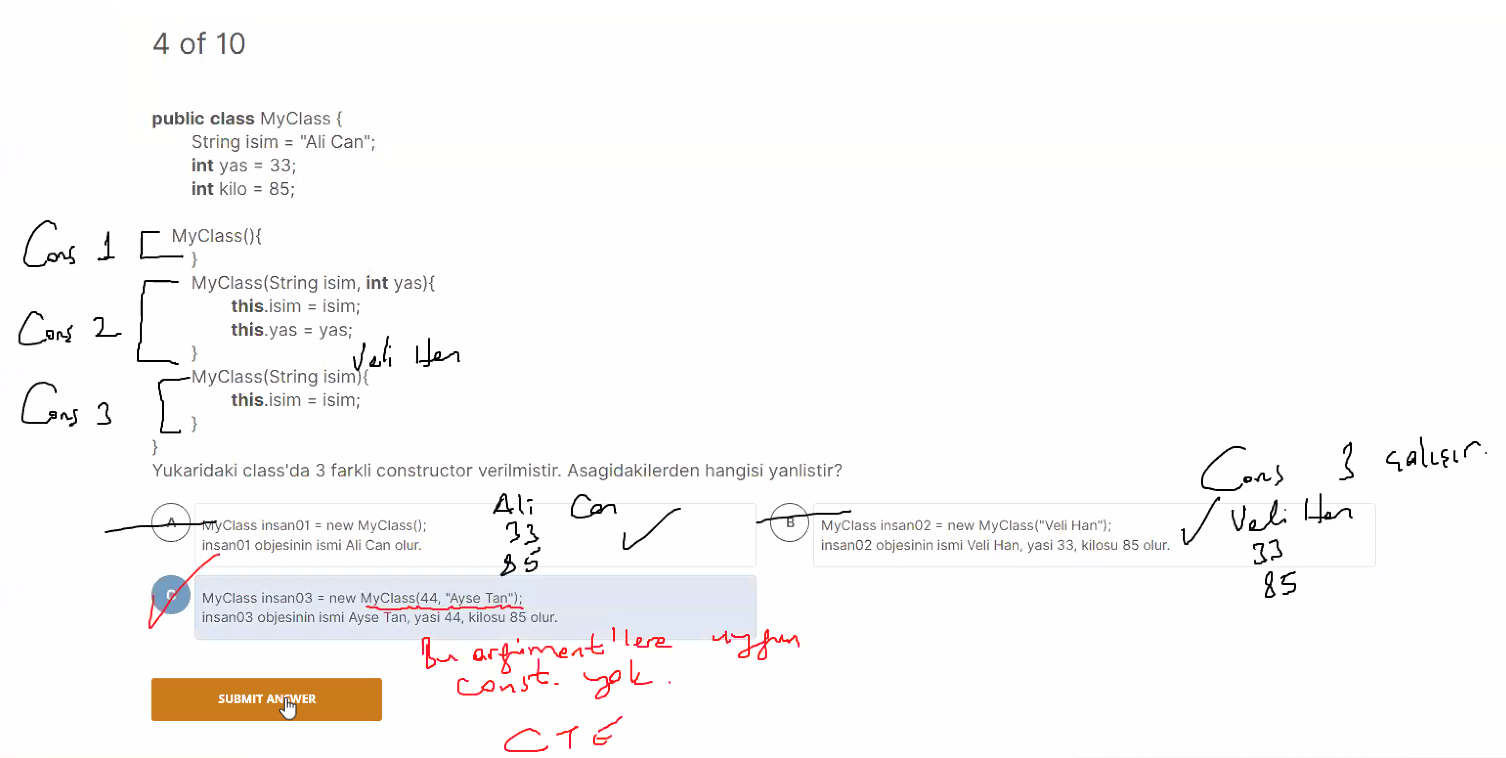 4 of 10
public class MyClass {
String isim = "Ali Can";
int yas = 33;
int kilo = 85;
Cons 1
MyClass(){
}
MyClass(String isim, int yas){
this.isim = isim;
Cons 2
this.yas = yas;
}
Veli Han
MyClass(String isim){
Cons 3
this.isim = isim;
}
}
Yukaridaki class'da 3 farkli constructor verilmistir. Asagidakilerden hangisi yanlistir?
Cons 3 çalışır.
A
MyClass insan01 = new MyClass();
insan01 objesinin ismi Ali Can olur.
Ali Can
33
85
B
MyClass insan02 = new MyClass("Veli Han");
insan02 objesinin ismi Veli Han, yasi 33, kilosu 85 olur.
Veli Han
33
85
C
MyClass insan03 = new MyClass(44, "Ayse Tan");
insan03 objesinin ismi Ayse Tan, yasi 44, kilosu 85 olur.
Bu argüment'lere uygun
const. yok.
CTE
SUBMIT ANSWER